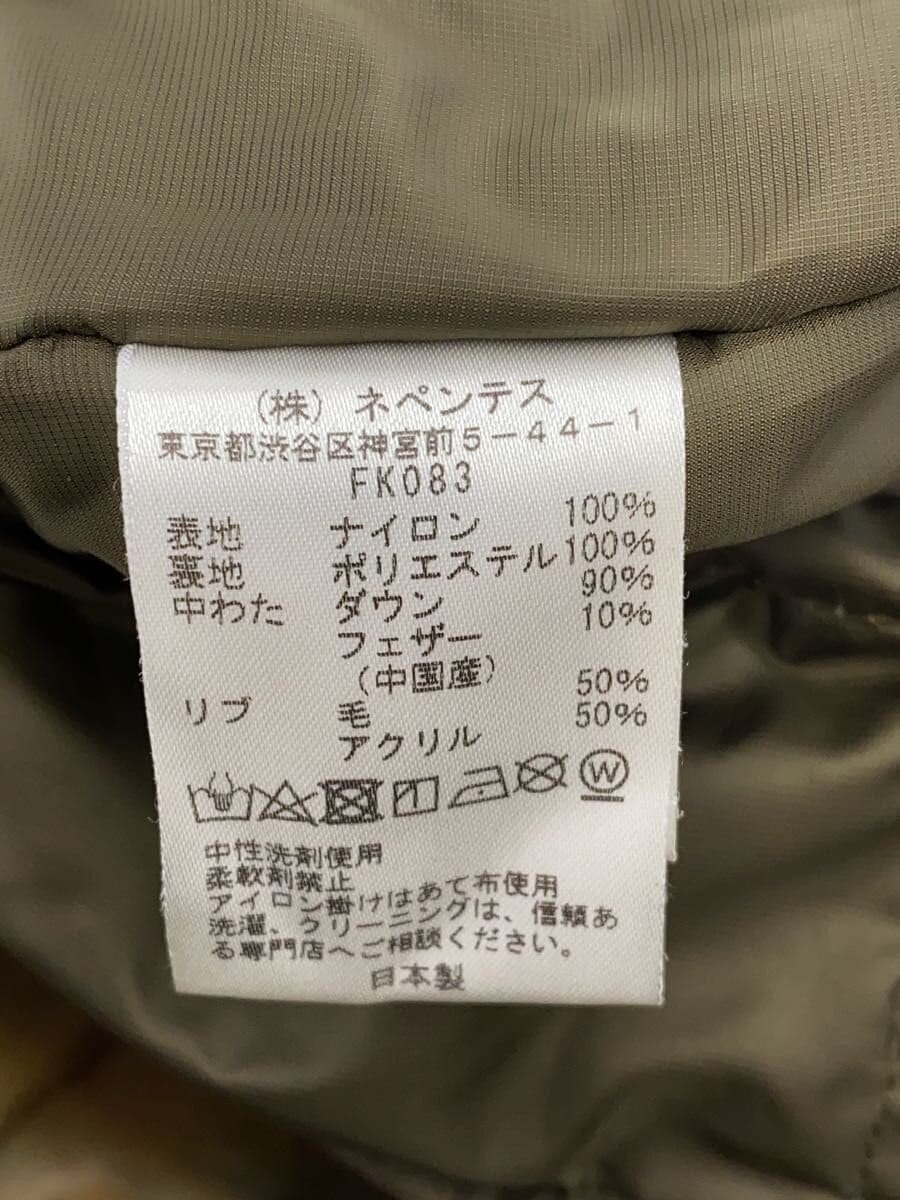 (株) ネペンテス
東京都渋谷区神宮前5-44-1
FK083
表地 ナイロン 100%
裏地 ポリエステル 100%
中わた ダウン 90%
フェザー 10%
(中国産)
リブ 毛 50%
アクリル 50%
W
中性洗剤使用
柔軟剤禁止
アイロン掛けはあて布使用
洗濯、クリーニングは、信頼あ
る専門店へご相談ください。
日本製